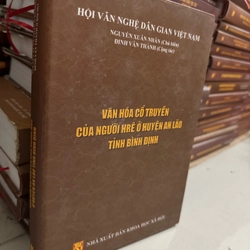 HỘI VĂN NGHỆ DÂN GIAN VIỆT NAM
NGUYỄN XUÂN NHÂN (Chủ biên)
ĐINH VĂN THÀNH (Cộng tác)
VĂN HÓA CỔ TRUYỀN
CỦA NGƯỜI HRÊ Ở HUYỆN AN LÃO
TỈNH BÌNH ĐỊNH
NHÀ XUẤT BẢN KHOA HỌC XÃ HỘI